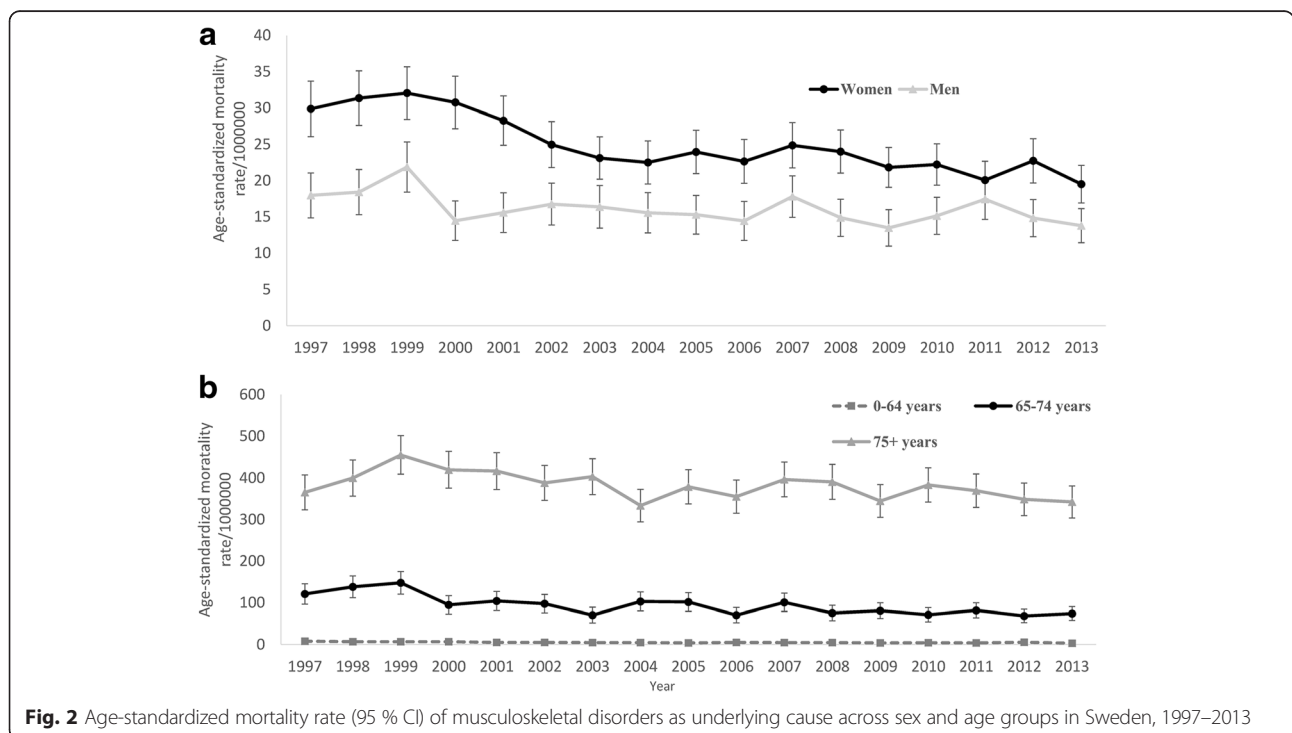 a
40
35
30
25
20
15
10
5
0
Age-standardized mortality
rate/1000000
Women Men
1997 1998 1999 2000 2001 2002 2003 2004 2005 2006 2007 2008 2009 2010 2011 2012 2013
b
600
500
400
300
200
100
0
Age-standardized moratality
rate/1000000
0-64 years 65-74 years
75+ years
1997 1998 1999 2000 2001 2002 2003 2004 2005 2006 2007 2008 2009 2010 2011 2012 2013
Year
Fig. 2 Age-standardized mortality rate (95 % CI) of musculoskeletal disorders as underlying cause across sex and age groups in Sweden, 1997–2013